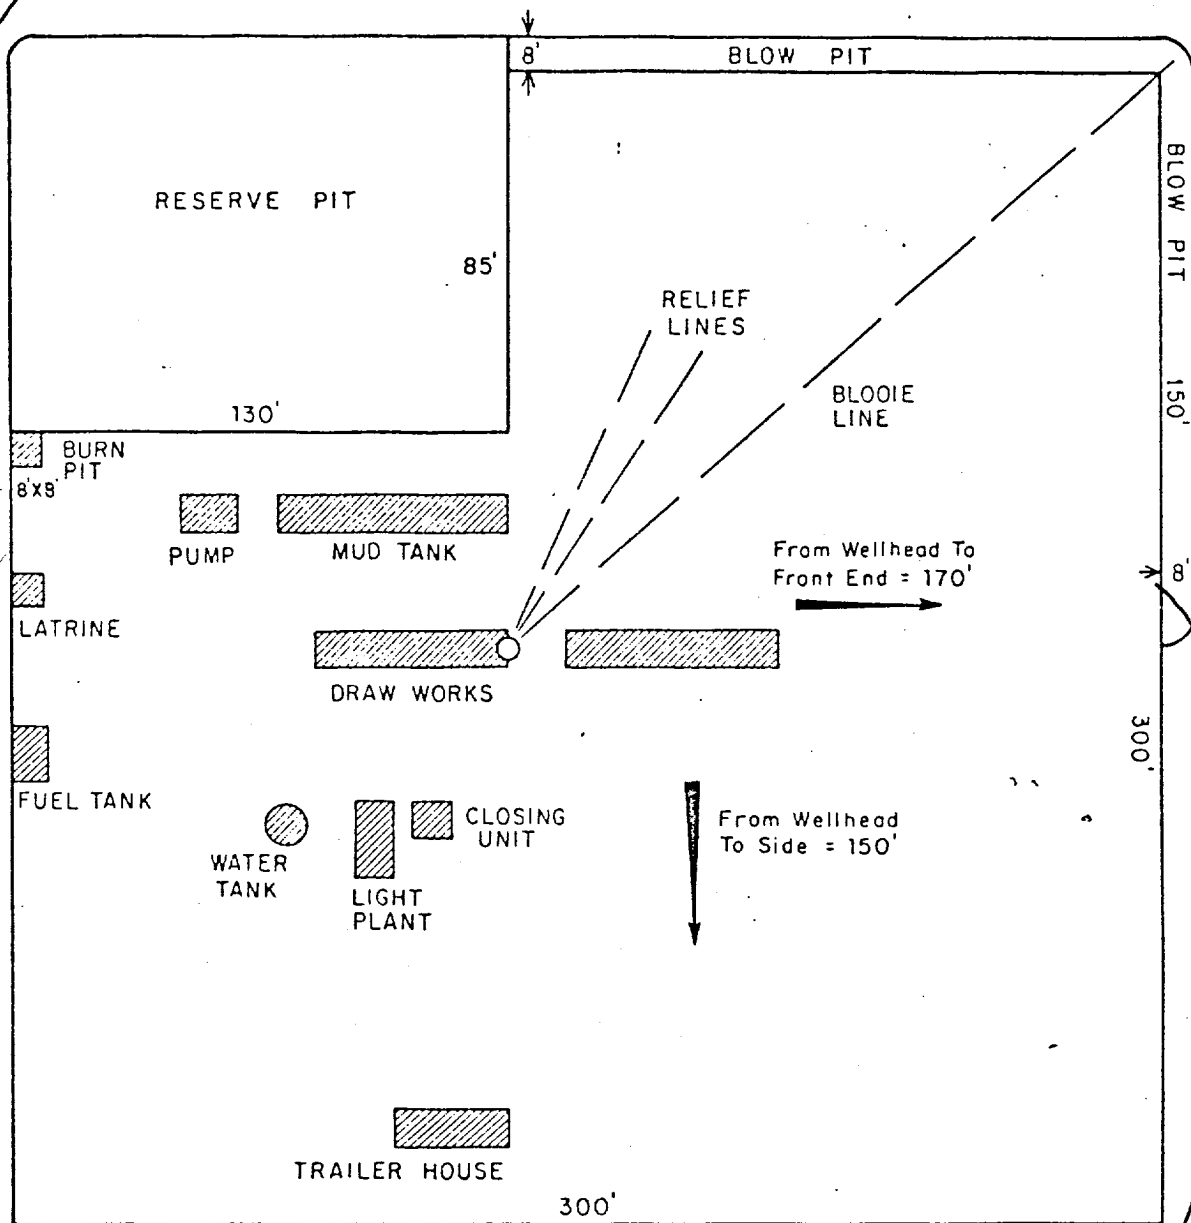 8'
BLOW PIT
BLOW PIT
RESERVE PIT
85'
RELIEF
LINES
130'
BLOOIE
LINE
150'
BURN
PIT
8'X8'
PUMP
MUD TANK
From Wellhead To
Front End = 170'
8'
LATRINE
DRAW WORKS
300'
FUEL TANK
CLOSING
UNIT
From Wellhead
To Side = 150'
WATER
TANK
LIGHT
PLANT
TRAILER HOUSE
300'